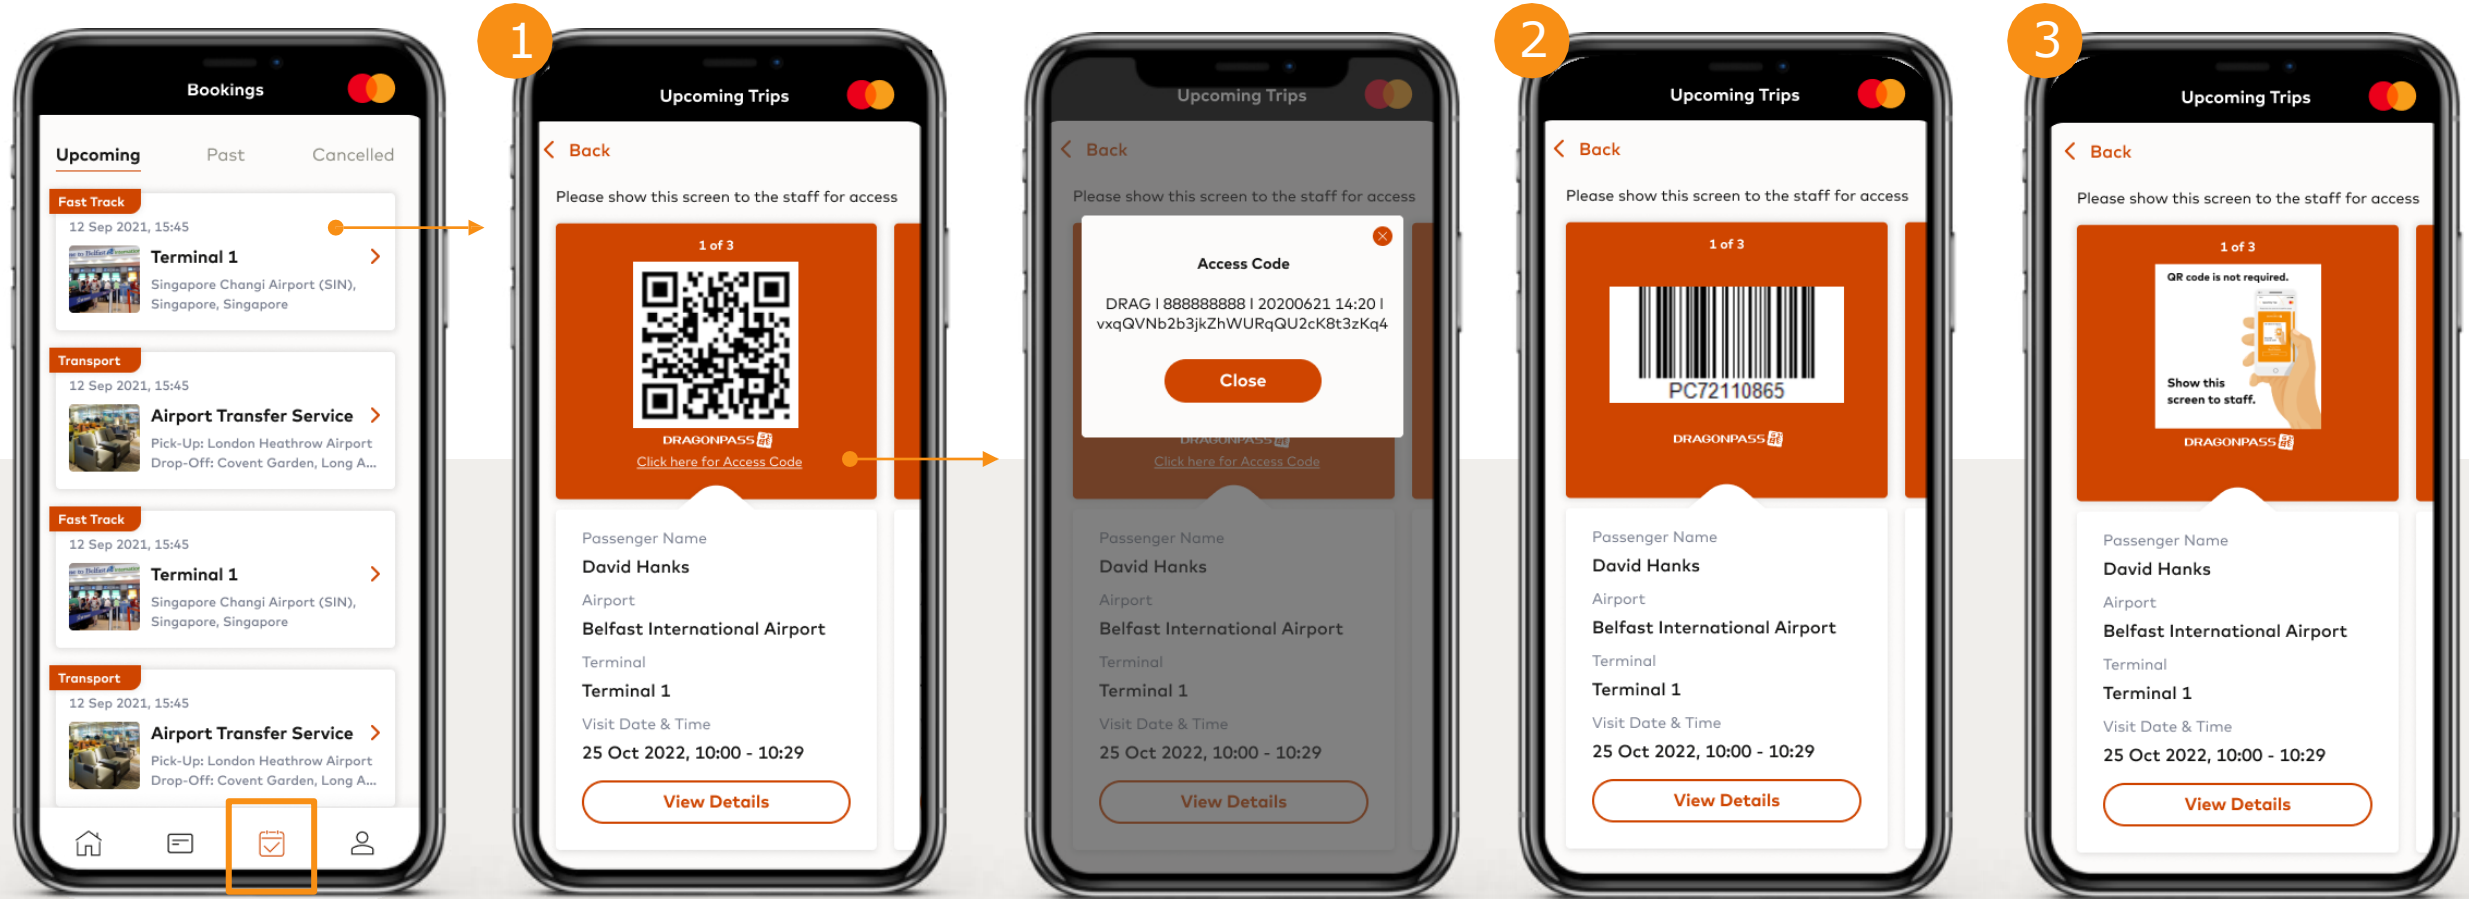 Bookings
Upcoming Past Cancelled
Fast Track
12 Sep 2021, 15:45
Terminal 1
Singapore Changi Airport (SIN),
Singapore, Singapore
Transport
12 Sep 2021, 15:45
Airport Transfer Service
Pick-Up: London Heathrow Airport
Drop-Off: Covent Garden, Long A...
Fast Track
12 Sep 2021, 15:45
Terminal 1
Singapore Changi Airport (SIN),
Singapore, Singapore
Transport
12 Sep 2021, 15:45
Airport Transfer Service
Pick-Up: London Heathrow Airport
Drop-Off: Covent Garden, Long A...
1
Upcoming Trips
Back
Please show this screen to the staff for access
1 of 3
DRAGONPASS
Click here for Access Code
Passenger Name
David Hanks
Airport
Belfast International Airport
Terminal
Terminal 1
Visit Date & Time
25 Oct 2022, 10:00 - 10:29
View Details
Upcoming Trips
Back
Please show this screen to the staff for access
Access Code
DRAG | 888888888 | 20200621 14:20 |
vxqQVNb2b3jkZhWURqQU2cK8t3zKq4
Close
DRAGONPASS
Click here for Access Code
Passenger Name
David Hanks
Airport
Belfast International Airport
Terminal
Terminal 1
Visit Date & Time
25 Oct 2022, 10:00 - 10:29
View Details
2
Upcoming Trips
Back
Please show this screen to the staff for access
1 of 3
PC72110865
DRAGONPASS
Passenger Name
David Hanks
Airport
Belfast International Airport
Terminal
Terminal 1
Visit Date & Time
25 Oct 2022, 10:00 - 10:29
View Details
3
Upcoming Trips
Back
Please show this screen to the staff for access
1 of 3
QR code is not required.
Show this
screen to staff.
DRAGONPASS
Passenger Name
David Hanks
Airport
Belfast International Airport
Terminal
Terminal 1
Visit Date & Time
25 Oct 2022, 10:00 - 10:29
View Details